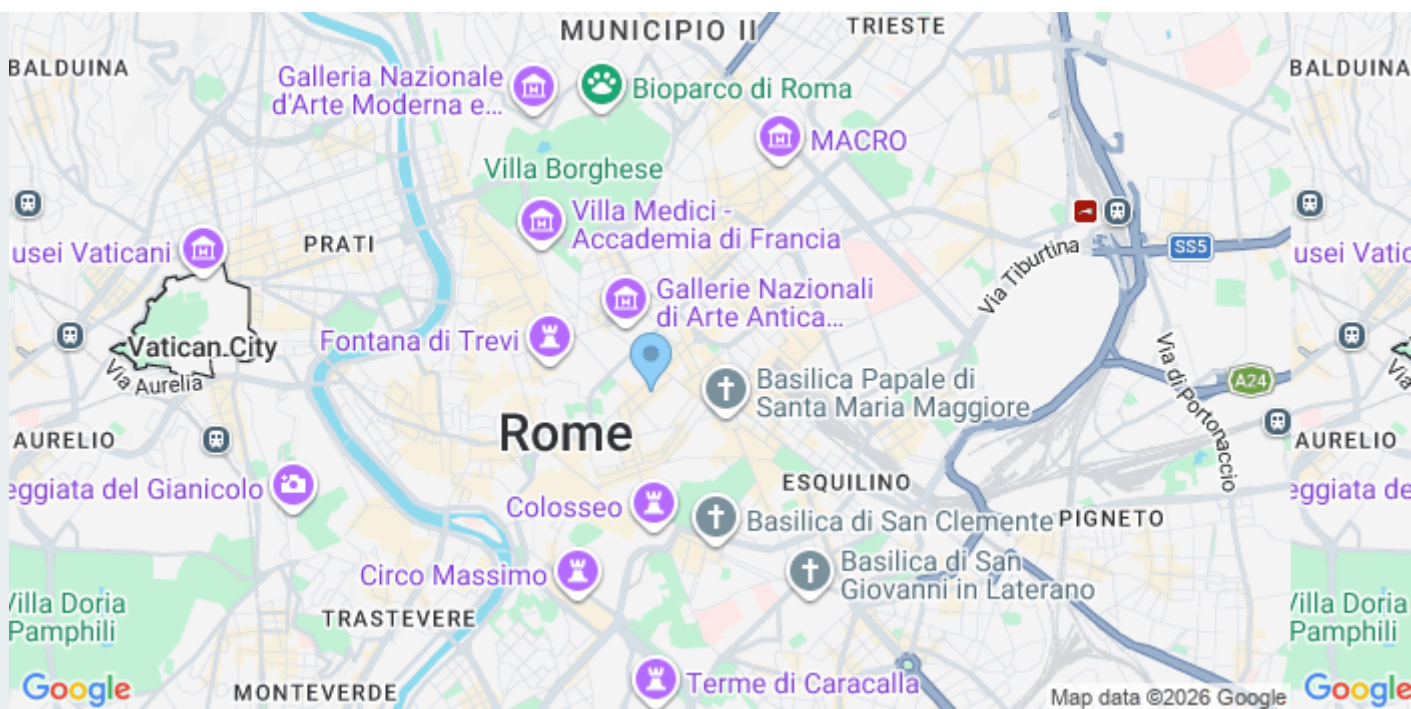 MUNICIPIO II
TRIESTE
BALDUINA
Galleria Nazionale
d'Arte Moderna e...
Bioparco di Roma
BALDUINA
MACRO
Villa Borghese
Villa Medici -
Accademia di Francia
PRATI
usei Vaticani
Via Tiburtina
SS5
usei Vatic
Gallerie Nazionali
di Arte Antica...
Fontana di Trevi
Vatican City
Via Aurelia
Basilica Papale di
Santa Maria Maggiore
Via di Portonaccio
A24
Via
Rome
AURELIO
AURELIO
eggiata del Gianicolo
ESQUILINO
eggiata de
Colosseo
Basilica di San Clemente
PIGNETO
Circo Massimo
Basilica di San
Giovanni in Laterano
Villa Doria
Pamphili
TRASTEVERE
Villa Doria
Pamphili
Google
MONTEVERDE
Terme di Caracalla
Map data ©2026 Google
Google